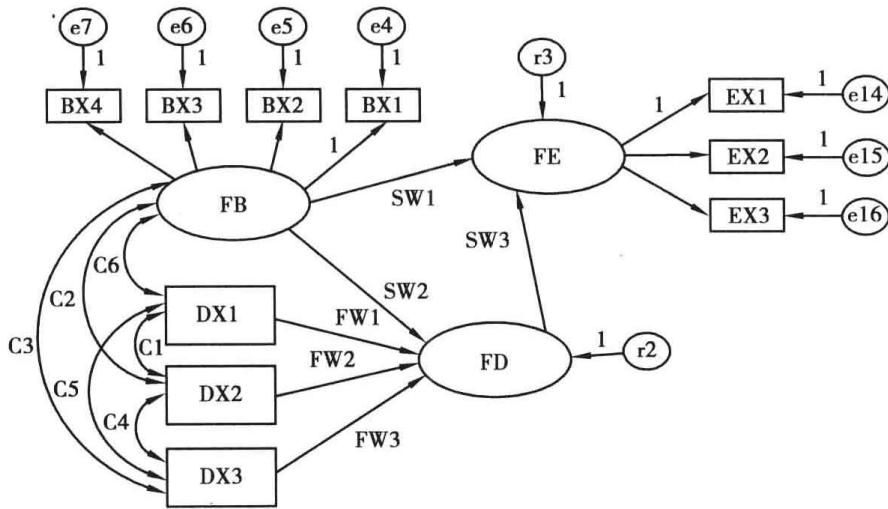 e7
e6
e5
e4
1
1
1
1
BX4
BX3
BX2
BX1
r3
1
1
EX1
1
e14
FE
EX2
1
e15
EX3
1
e16
1
FB
SW1
SW3
C6
C2
SW2
C3
DX1
FW1
C1
C5
FW2
DX2
FD
1
r2
C4
FW3
DX3